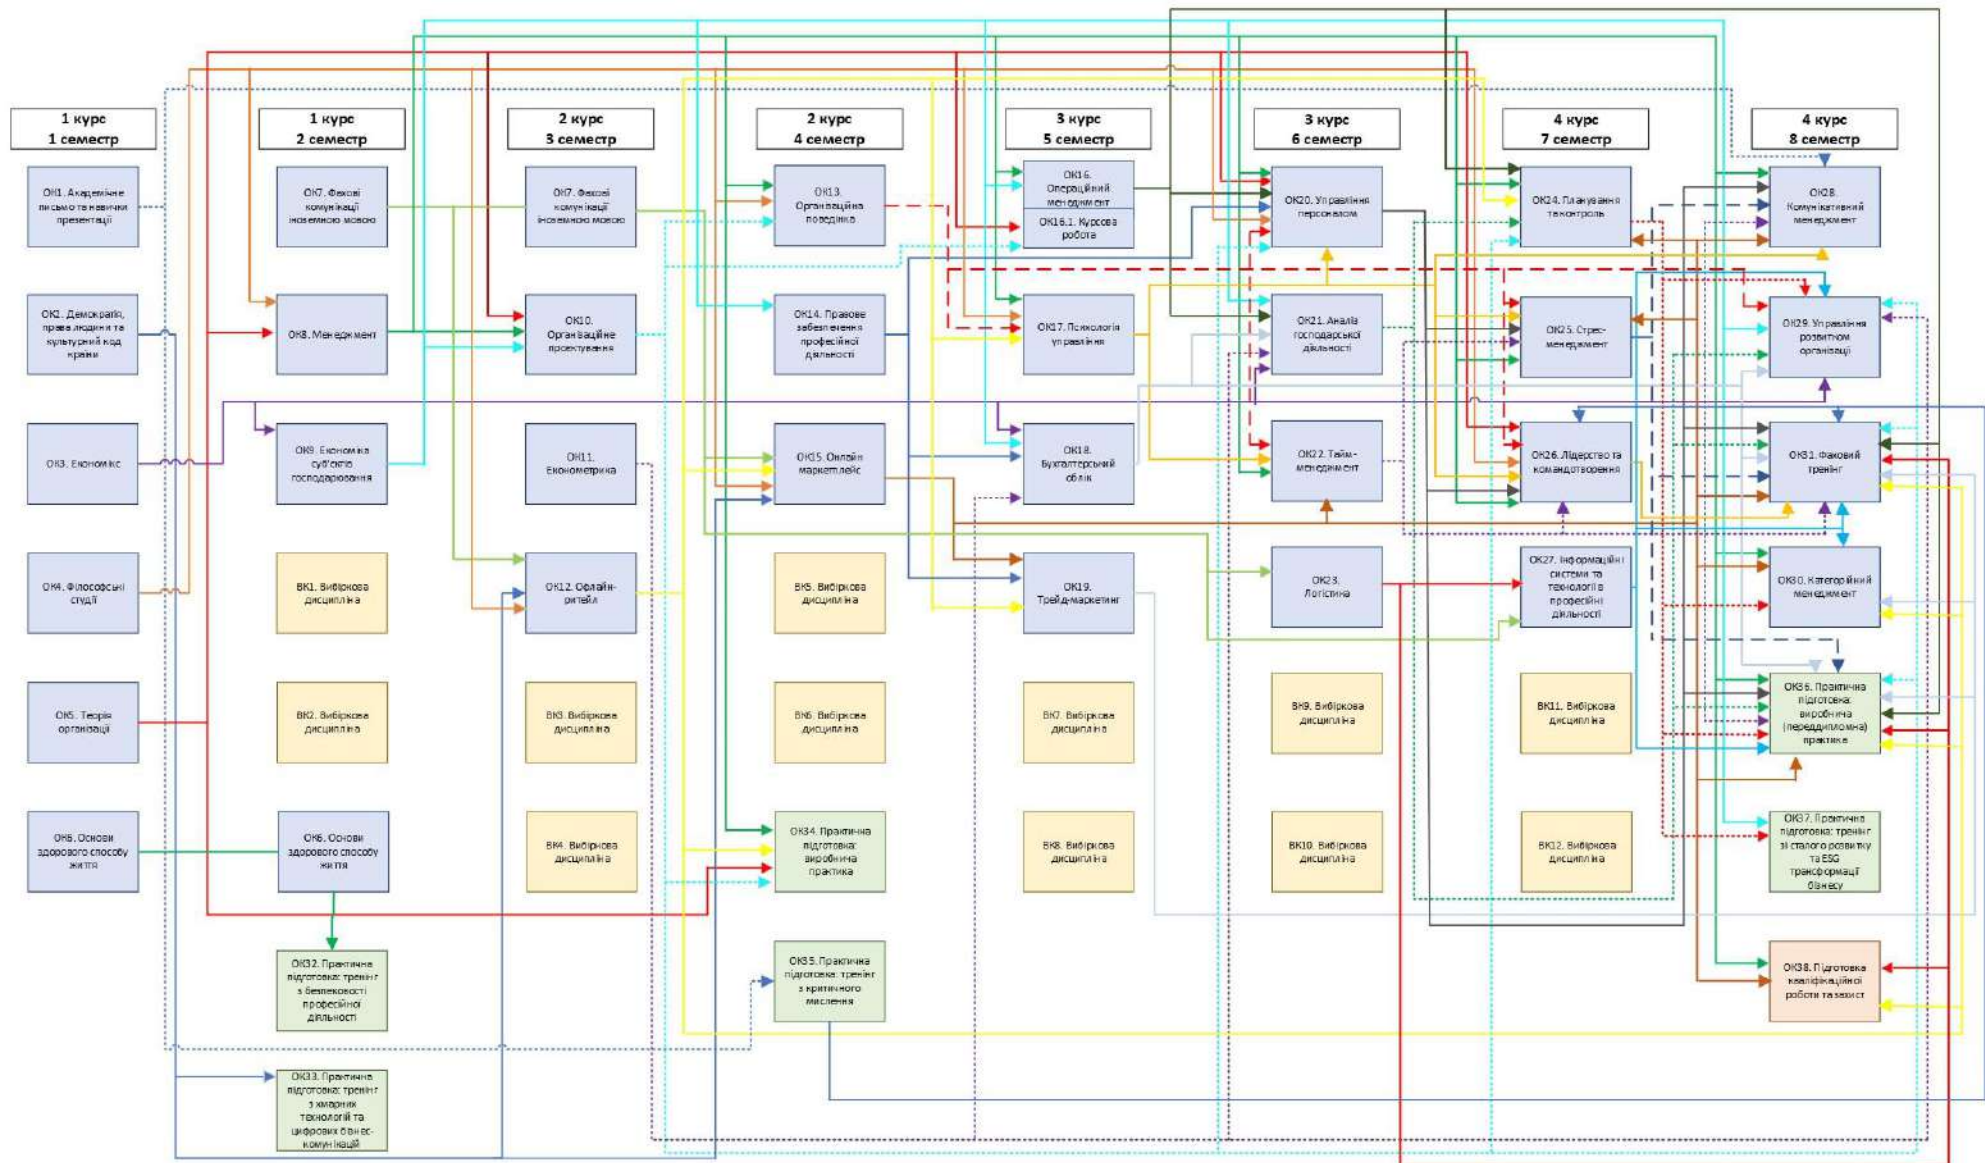 1 курс
1 семестр
1 курс
2 семестр
2 курс
3 семестр
2 курс
4 семестр
3 курс
5 семестр
3 курс
6 семестр
4 курс
7 семестр
4 курс
8 семестр
ОК1. Академічне
письмо та навички
презентації
ОК7. Фахові
комунікації
іноземною мовою
ОК7. Фахові
комунікації
іноземною мовою
ОК13.
Організаційна
поведінка
ОК16.
Операційний
менеджмент
ОК16.1. Курсова
робота
ОК20. Управління
персоналом
ОК24. Планування
та контроль
ОК28.
Комунікативний
менеджмент
ОК1. Демократія,
права людини та
культурний код
країни
ОК8. Менеджмент
ОК10.
Організаційне
проектування
ОК14. Правове
забезпечення
професійної
діяльності
ОК17. Психологія
управління
ОК21. Аналіз
господарської
діяльності
ОК25. Стрес-
менеджмент
ОК29. Управління
розвитком
організації
ОК3. Економікс
ОК9. Економіка
суб'єктів
господарювання
ОК11.
Економетрика
ОК15. Онлайн
маркетплейс
ОК18.
Бухгалтерський
облік
ОК22. Тайм-
менеджмент
ОК26. Лідерство та
командотворення
ОК31. Фаховий
тренінг
ОК4. Філософські
студії
ВК1. Вибіркова
дисципліна
ОК12. Офлайн-
ритейл
ВК5. Вибіркова
дисципліна
ОК19.
Трейд-маркетинг
ОК23.
Логістика
ОК27. Інформаційні
системи та
технології в
професійні
діяльності
ОК30. Категорійний
менеджмент
ОК5. Теорія
організації
ВК2. Вибіркова
дисципліна
ВК3. Вибіркова
дисципліна
ВК6. Вибіркова
дисципліна
ВК7. Вибіркова
дисципліна
ВК9. Вибіркова
дисципліна
ВК11. Вибіркова
дисципліна
ОК36. Практична
підготовка:
виробнича
(переддипломна)
практика
ОК6. Основи
здорового способу
життя
ОК6. Основи
здорового способу
життя
ВК4. Вибіркова
дисципліна
ОК34. Практична
підготовка:
виробнича
практика
ВК8. Вибіркова
дисципліна
ВК10. Вибіркова
дисципліна
ВК12. Вибіркова
дисципліна
ОК37. Практична
підготовка: тренінг
зі сталого розвитку
та ESG
трансформації
бізнесу
ОК32. Практична
підготовка: тренінг
з безпековості
професійної
діяльності
ОК35. Практична
підготовка: тренінг
з критичного
мислення
ОК38. Підготовка
кваліфікаційної
роботи та захист
ОК33. Практична
підготовка: тренінг
з хмарних
технологій та
цифрових бізнес-
комунікацій